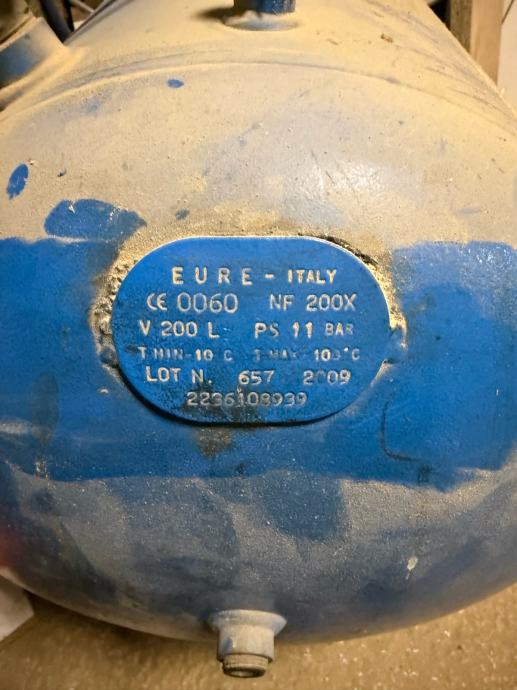 EURE - ITALY
CE 0060 NF 200X
V 200 L PS 11 BAR
T MIN-10 C T MAX 100°C
LOT N. 657 2009
2236108939